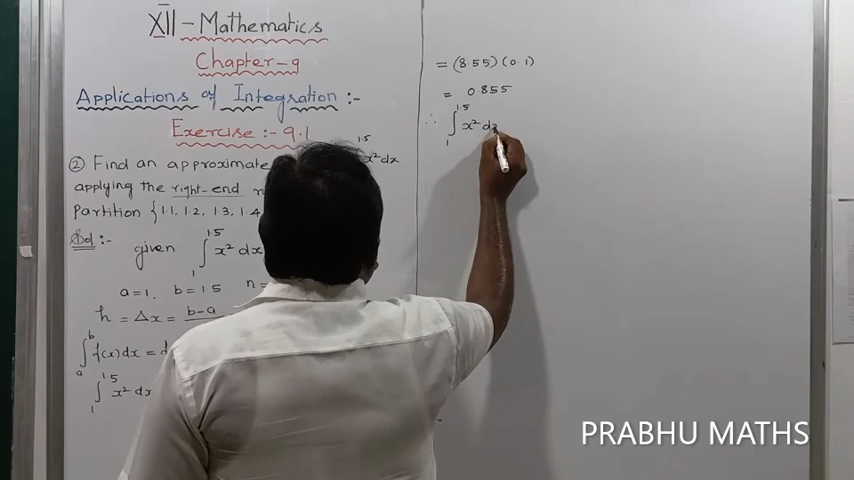 XII - Mathematics
Chapter - 9
Applications of Integration :-
Exercise :- 9.1
② Find an approximate 1.5 x² dx
applying the right-end
Partition {1.1, 1.2, 1.3, 1.4
Sol :- given ∫₁^1.5 x² dx
a = 1, b = 1.5 n =
h = Δx = b-a
∫ₐ^b f(x) dx =
∫₁^1.5 x² dx
= (8.55) (0.1)
= 0.855
∴ ∫₁^1.5 x² dx
PRABHU MATHS